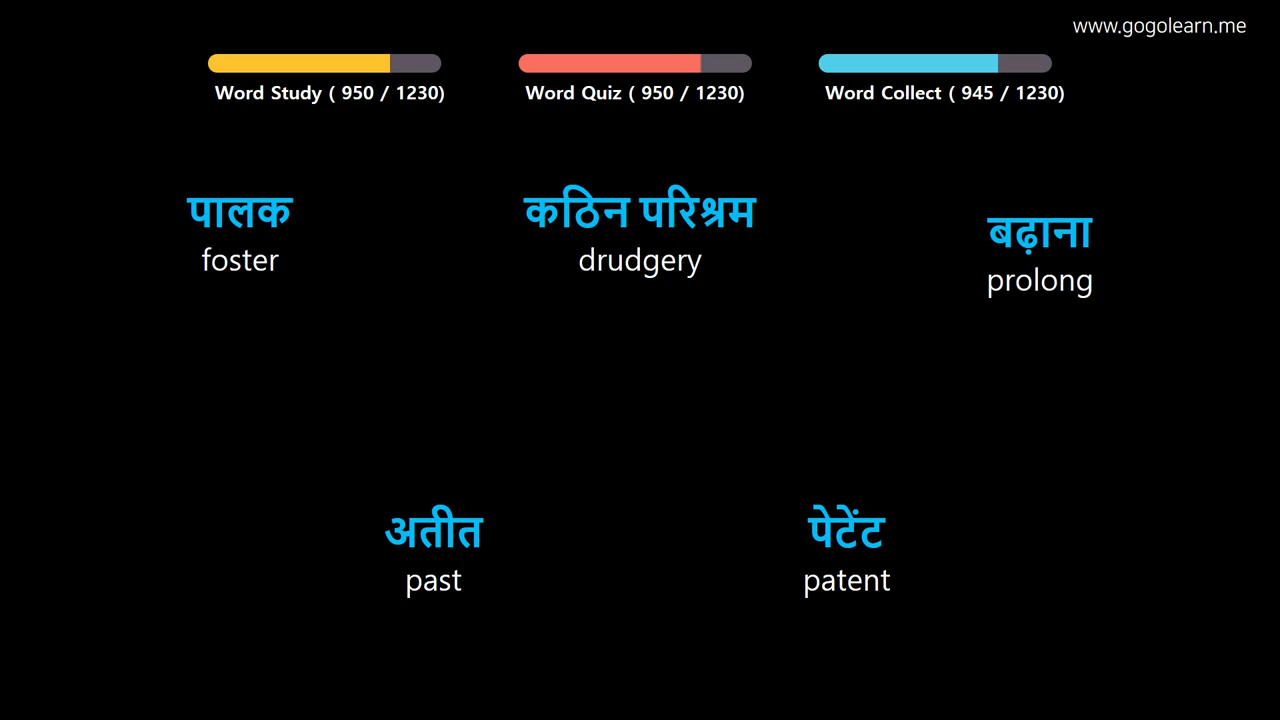 www.gogolearn.me
Word Study ( 950 / 1230)
Word Quiz ( 950 / 1230)
Word Collect ( 945 / 1230)
पालक
foster
कठिन परिश्रम
drudgery
बढ़ाना
prolong
अतीत
past
पेटेंट
patent